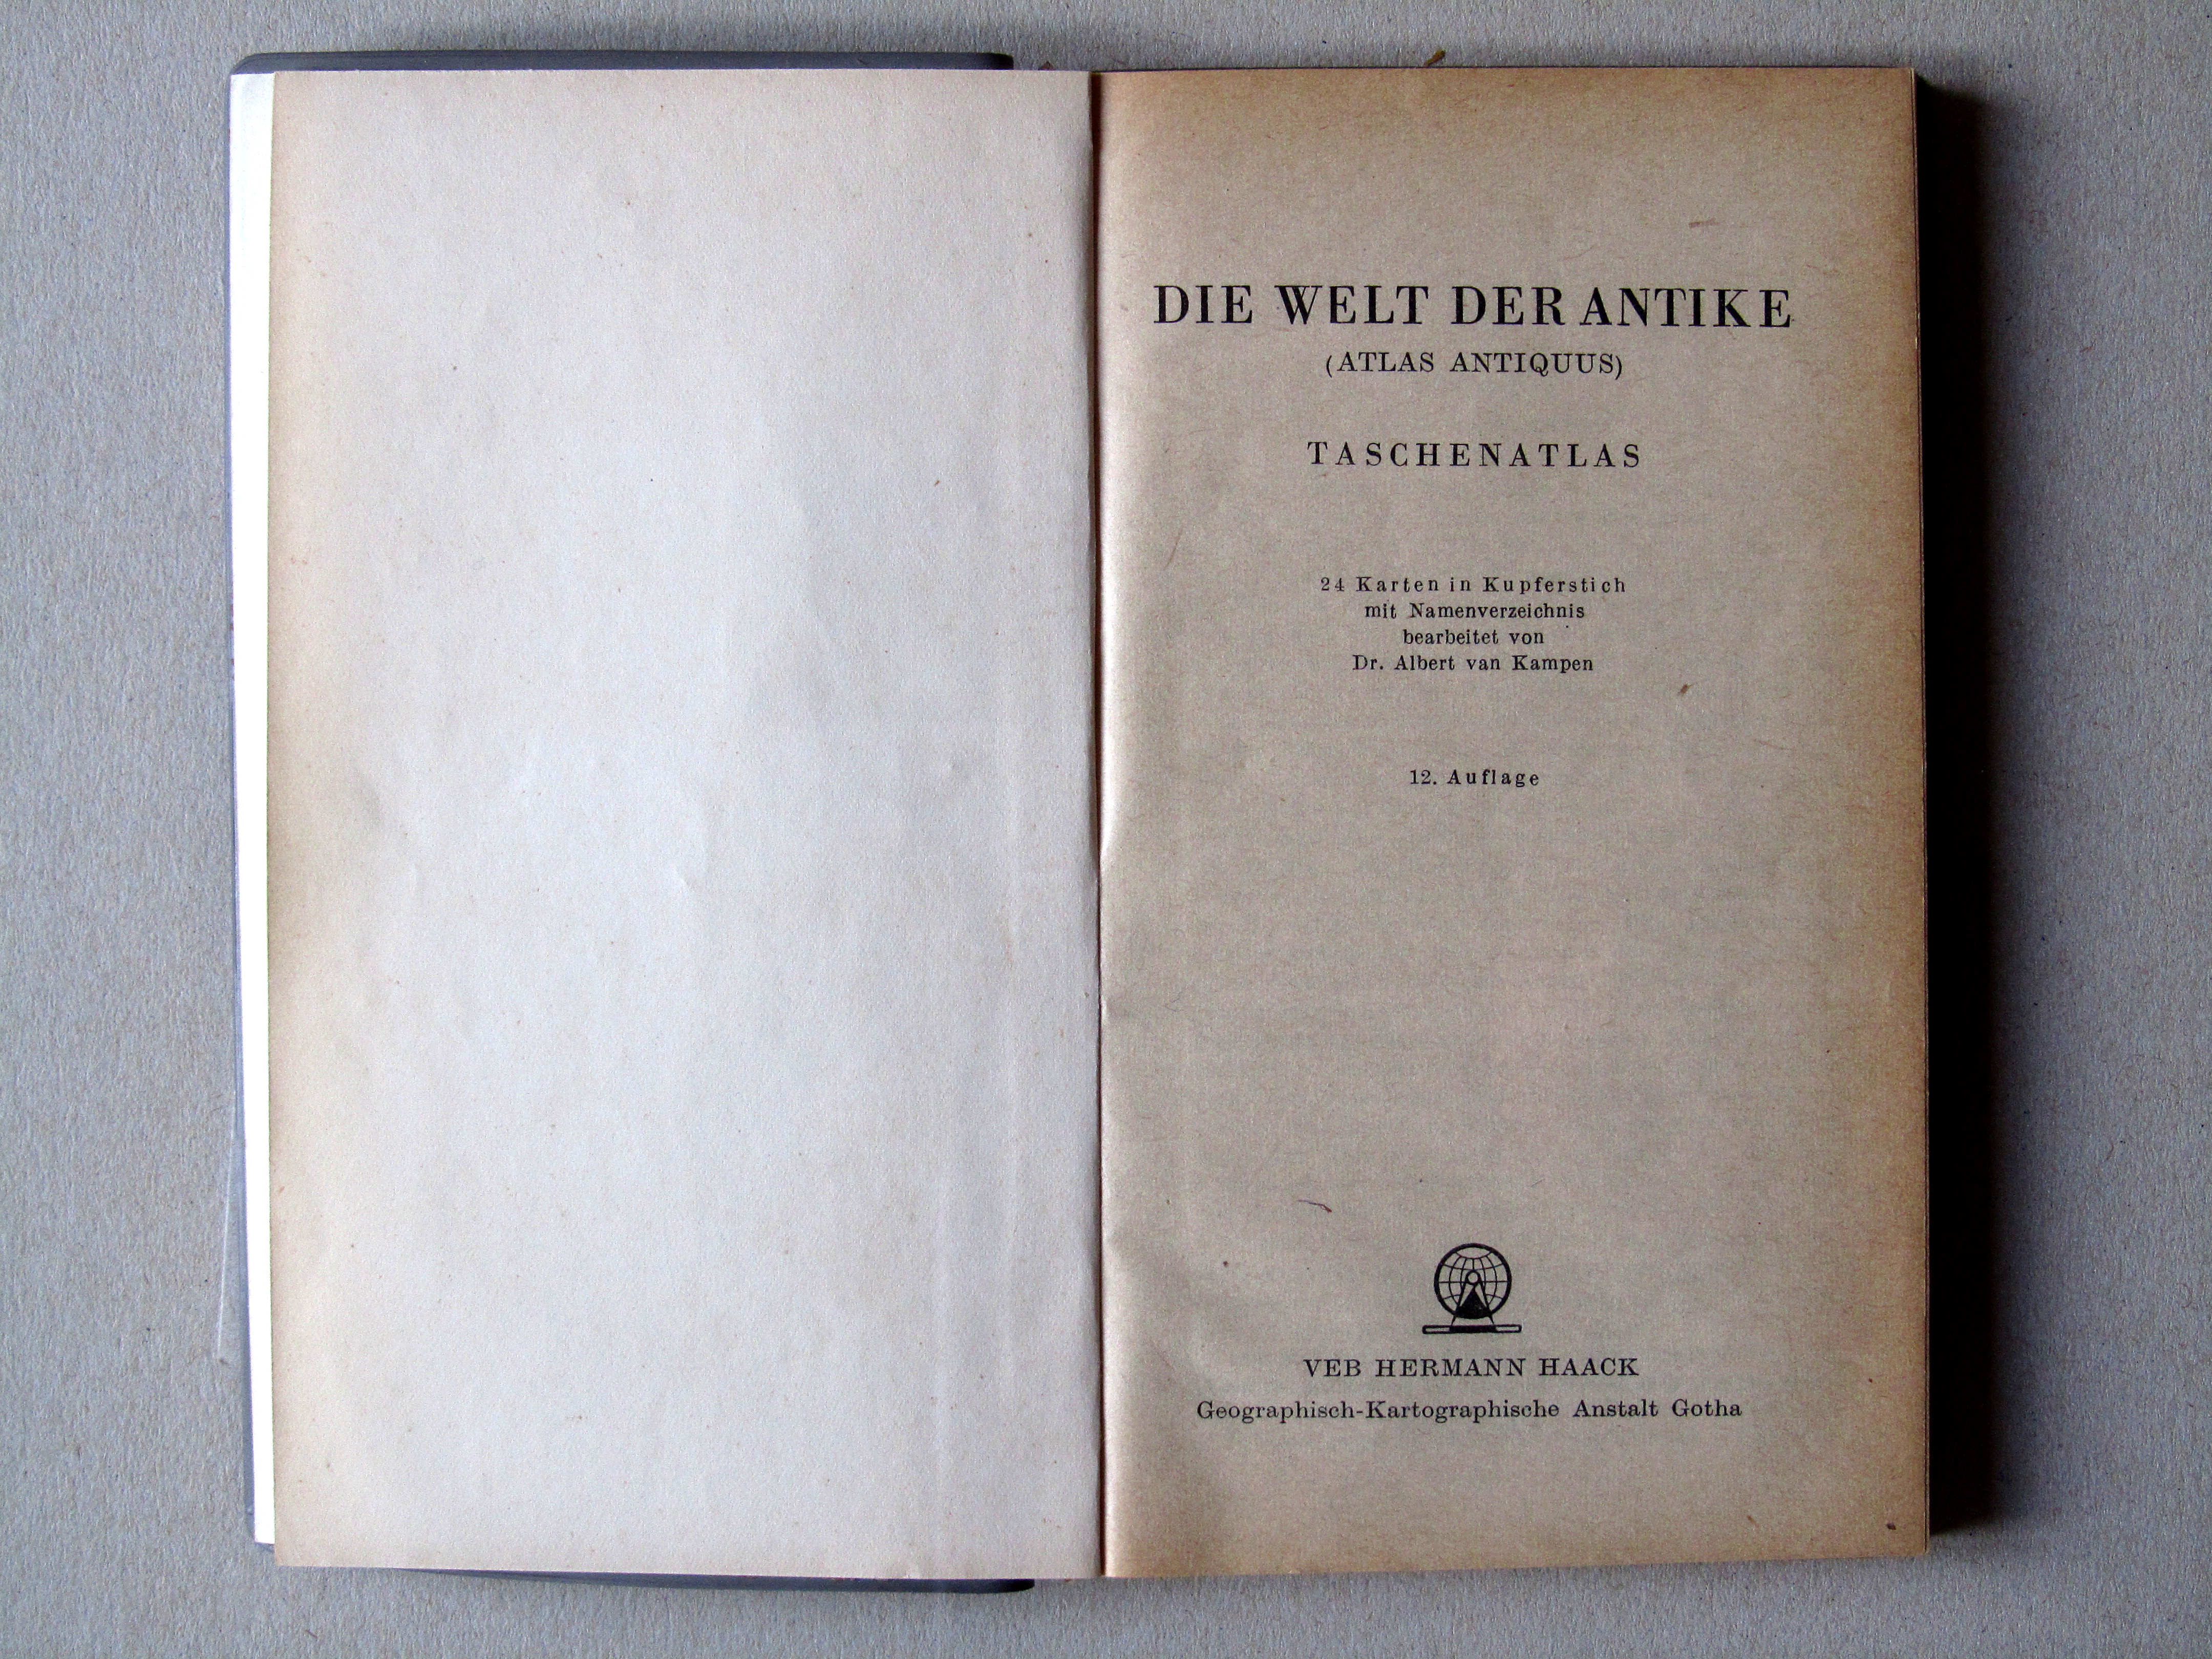 DIE WELT DER ANTIKE
(ATLAS ANTIQUUS)
TASCHENATLAS
24 Karten in Kupferstich
mit Namenverzeichnis
bearbeitet von
Dr. Albert van Kampen
12. Auflage
VEB HERMANN HAACK
Geographisch-Kartographische Anstalt Gotha